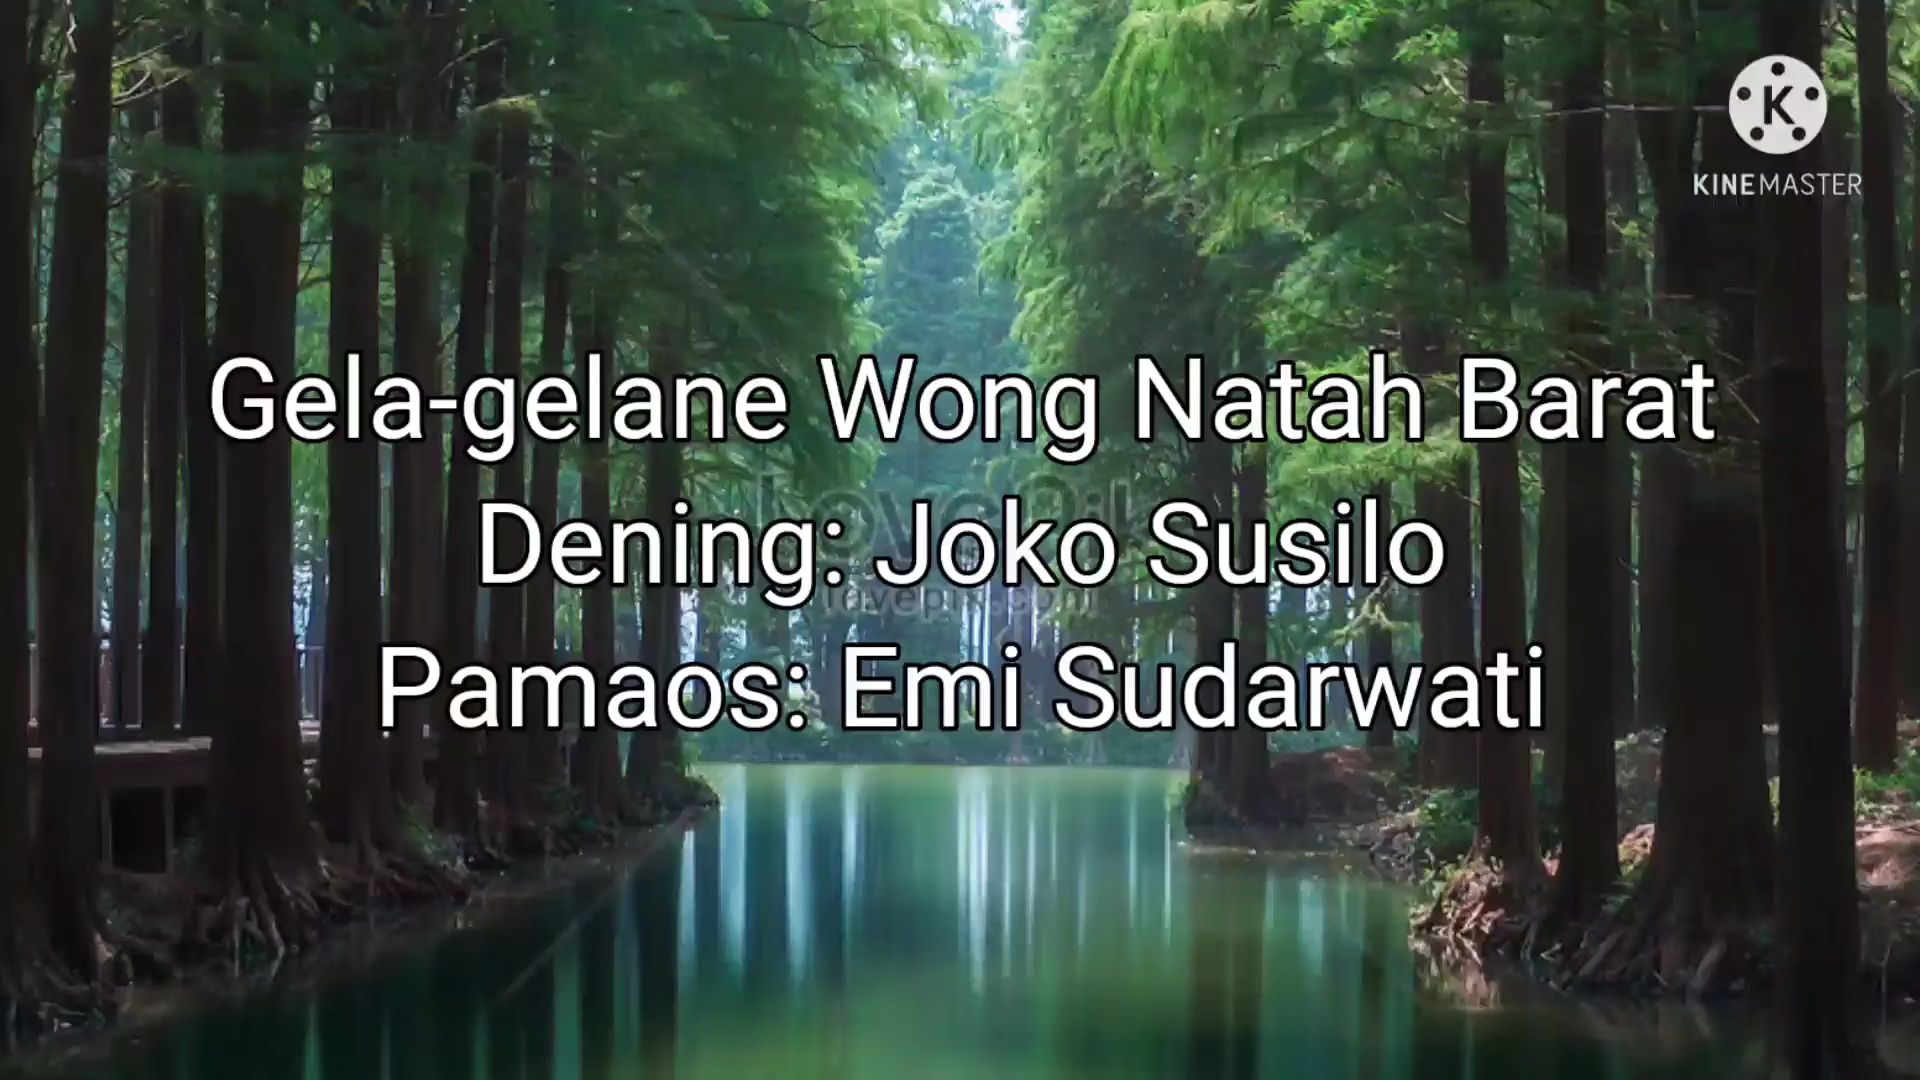 KINEMASTER
Gela-gelane Wong Natah Barat
Dening: Joko Susilo
Pamaos: Emi Sudarwati